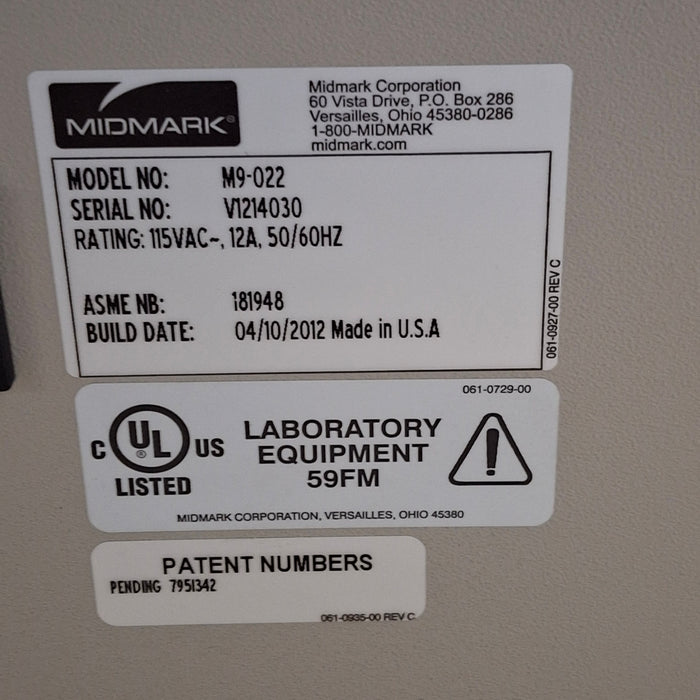 MIDMARK®
Midmark Corporation
60 Vista Drive, P.O. Box 286
Versailles, Ohio 45380-0286
1-800-MIDMARK
midmark.com
MODEL NO: M9-022
SERIAL NO: V1214030
RATING: 115VAC~, 12A, 50/60HZ
ASME NB: 181948
BUILD DATE: 04/10/2012 Made in U.S.A
061-0927-00 REV C
061-0729-00
C UL US
LISTED
LABORATORY
EQUIPMENT
59FM
!
MIDMARK CORPORATION, VERSAILLES, OHIO 45380
PATENT NUMBERS
PENDING 7951342
061-0935-00 REV C